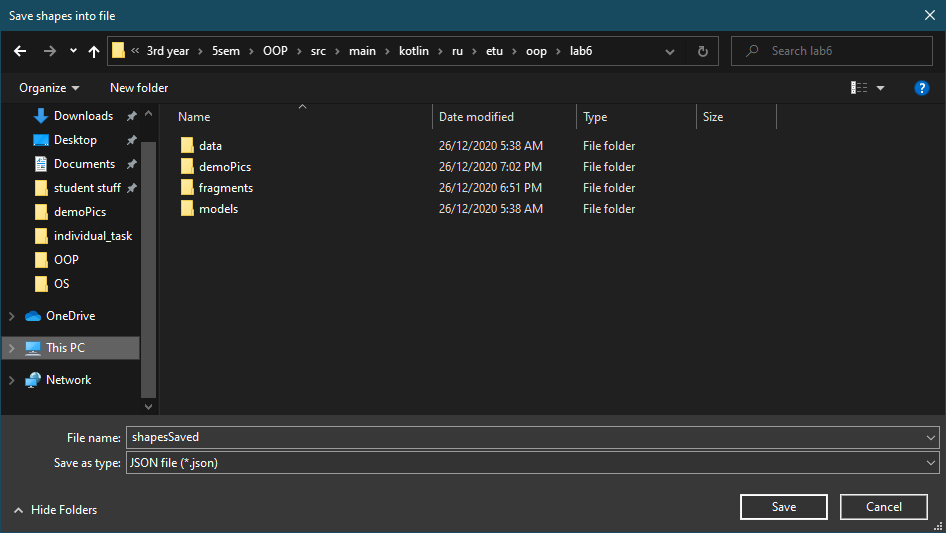 Save shapes into file
« 3rd year › 5sem › OOP › src › main › kotlin › ru › etu › oop › lab6
Search lab6
Organize
New folder
?
Downloads
Desktop
Documents
student stuff
demoPics
individual_task
OOP
OS
OneDrive
This PC
Network
Name Date modified Type Size
data 26/12/2020 5:38 AM File folder
demoPics 26/12/2020 7:02 PM File folder
fragments 26/12/2020 6:51 PM File folder
models 26/12/2020 5:38 AM File folder
File name: shapesSaved
Save as type: JSON file (*.json)
Hide Folders
Save
Cancel